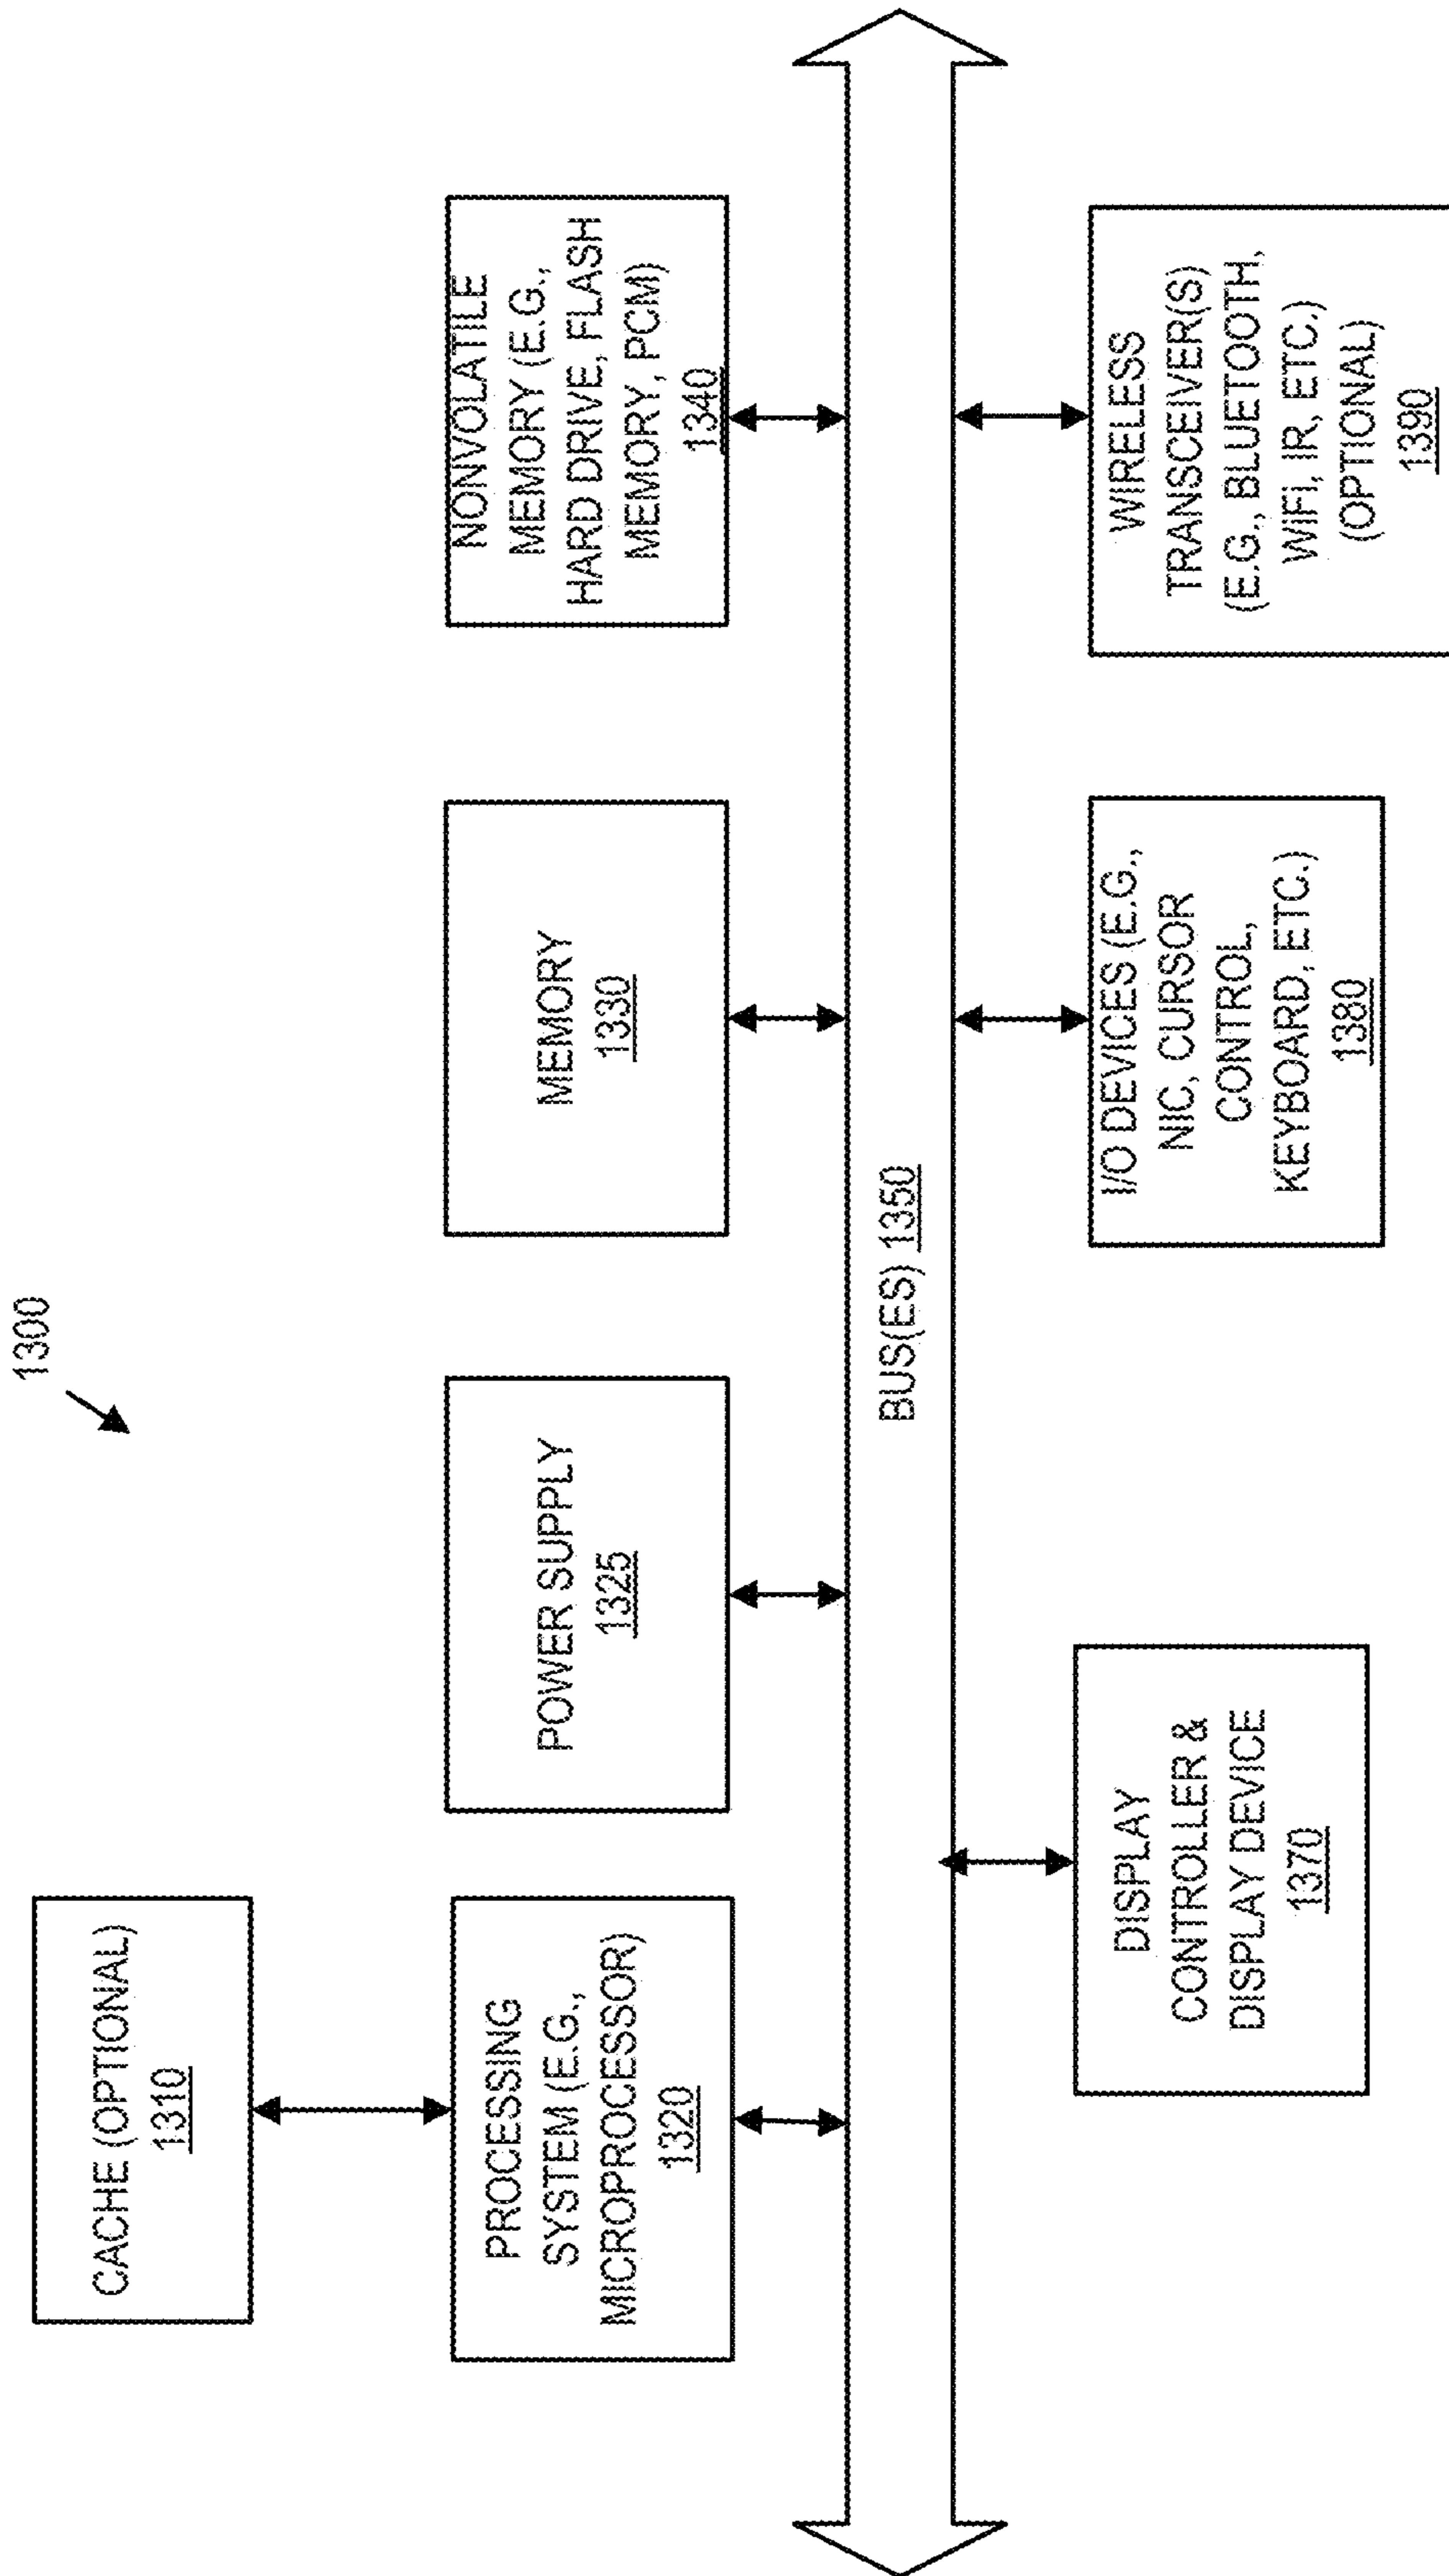 1300
CACHE (OPTIONAL)
1310
PROCESSING
SYSTEM (E.G.,
MICROPROCESSOR)
1320
POWER SUPPLY
1325
MEMORY
1330
NONVOLATILE
MEMORY (E.G.,
HARD DRIVE, FLASH
MEMORY, PCM)
1340
BUS(ES) 1350
DISPLAY
CONTROLLER &
DISPLAY DEVICE
1370
I/O DEVICES (E.G.,
NIC, CURSOR
CONTROL,
KEYBOARD, ETC.)
1380
WIRELESS
TRANSCEIVER(S)
(E.G., BLUETOOTH,
WIFI, IR, ETC.)
(OPTIONAL)
1390